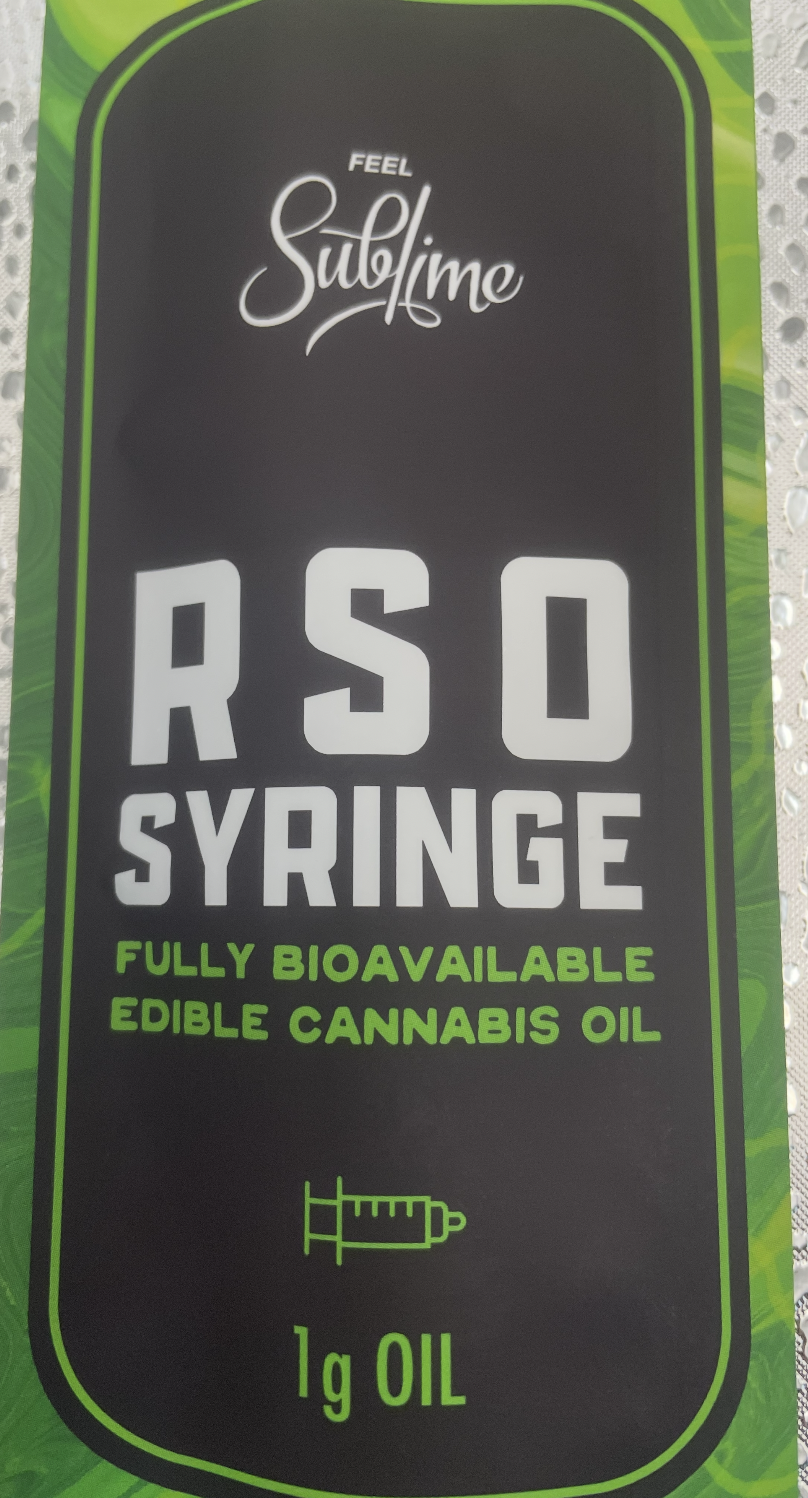 FEEL
Sublime
RSO
SYRINGE
FULLY BIOAVAILABLE
EDIBLE CANNABIS OIL
1g OIL